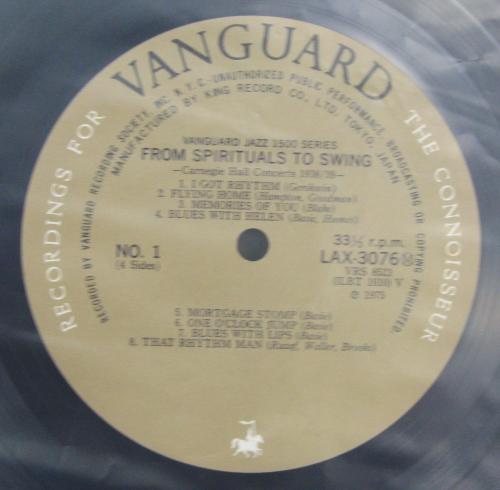 VANGUARD
RECORDINGS FOR THE CONNOISSEUR
RECORDED BY VANGUARD RECORDING SOCIETY, INC. N.Y.C.-UNAUTHORIZED PUBLIC PERFORMANCE, BROADCASTING OR COPYING PROHIBITED.
MANUFACTURED BY KING RECORD CO., LTD. TOKYO, JAPAN
VANGUARD JAZZ 1500 SERIES
FROM SPIRITUALS TO SWING
—Carnegie Hall Concerts 1938/39—
1. I GOT RHYTHM (Gershwin)
2. FLYING HOME (Hampton, Goodman)
3. MEMORIES OF YOU (Blake)
4. BLUES WITH HELEN (Basie, Humes)
NO. 1
(4 Sides)
33⅓ r.p.m.
LAX-3076Ⓜ
VRS 8523
V
Ⓟ 1975
5. MORTGAGE STOMP (Basie)
6. ONE O'CLOCK JUMP (Basie)
7. BLUES WITH LIPS (Basie)
8. THAT RHYTHM MAN (Razaf, Waller, Brooks)